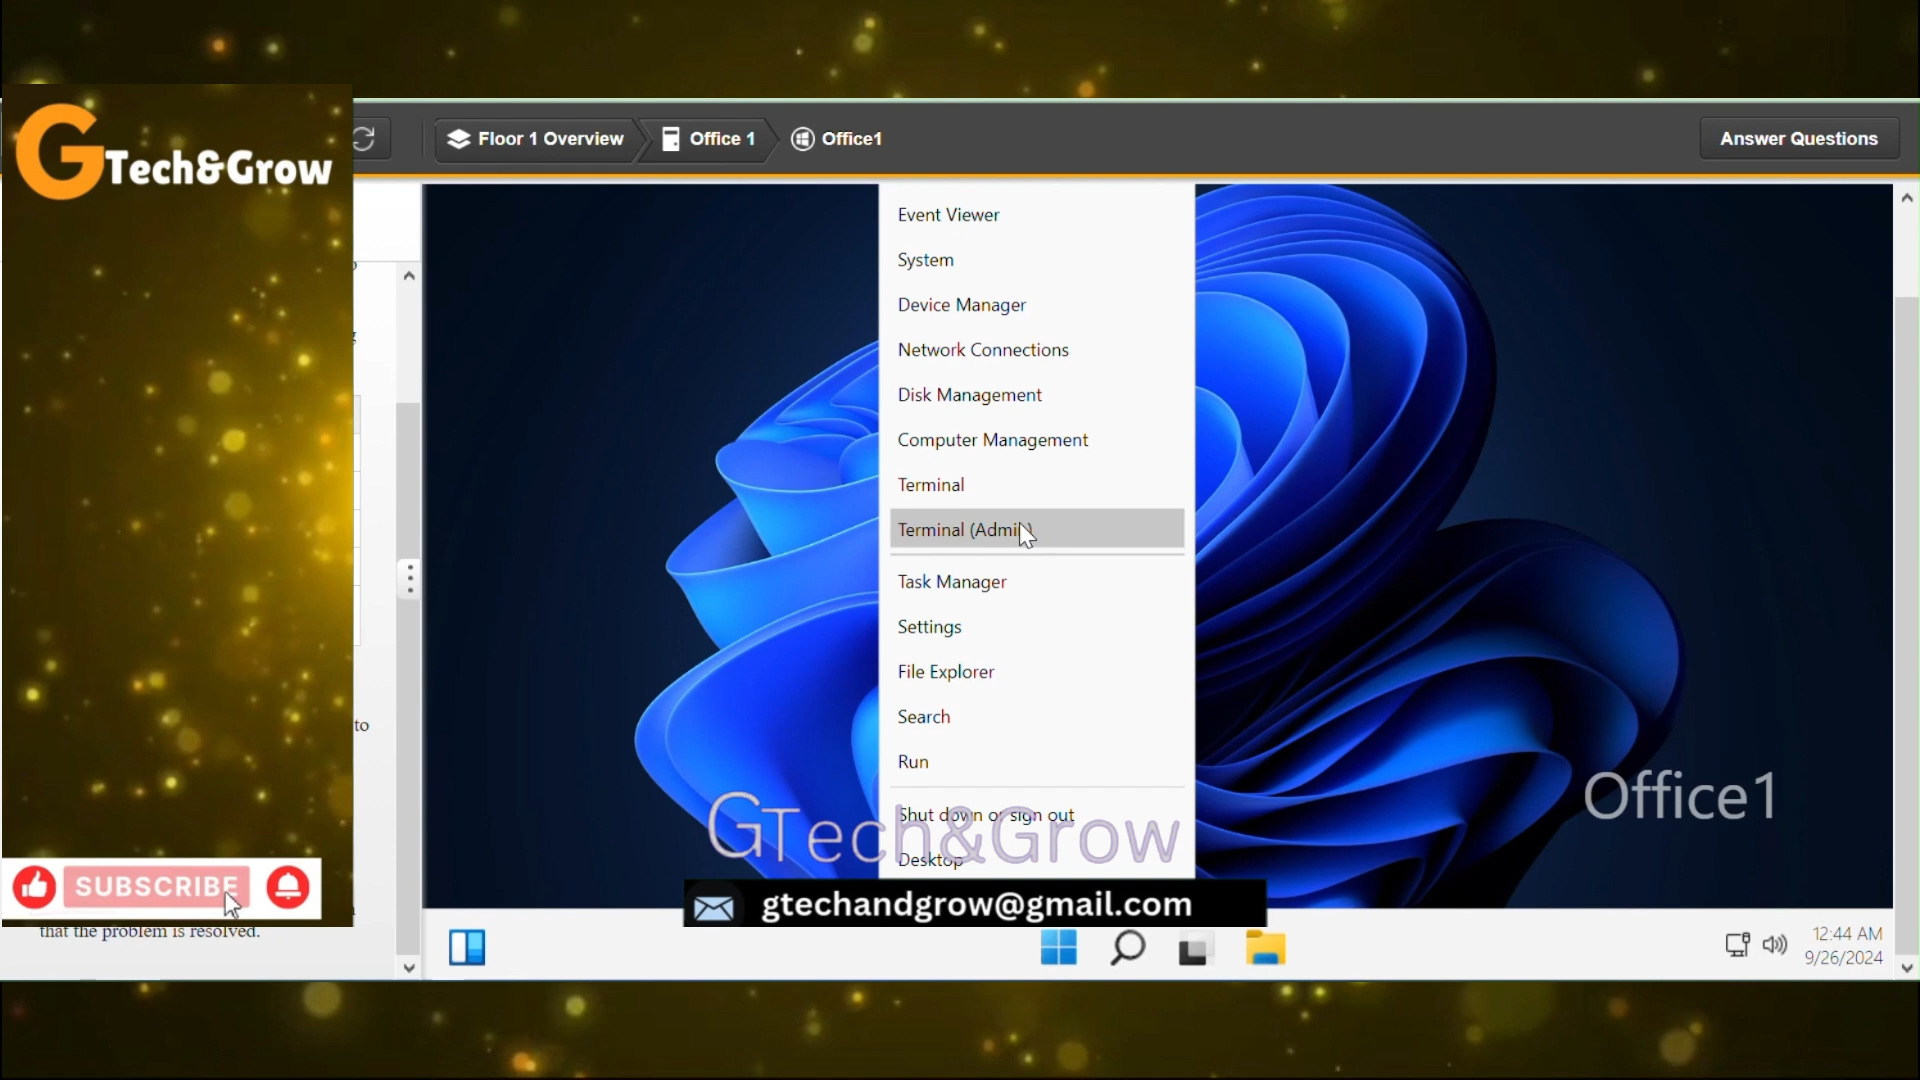 GTech&Grow
Floor 1 Overview
Office 1
Office1
Answer Questions
Event Viewer
System
Device Manager
Network Connections
Disk Management
Computer Management
Terminal
Terminal (Admin)
Task Manager
Settings
File Explorer
Search
Run
Shut down or sign out
Desktop
to
Office1
GTech&Grow
SUBSCRIBE
gtechandgrow@gmail.com
that the problem is resolved.
12:44 AM
9/26/2024